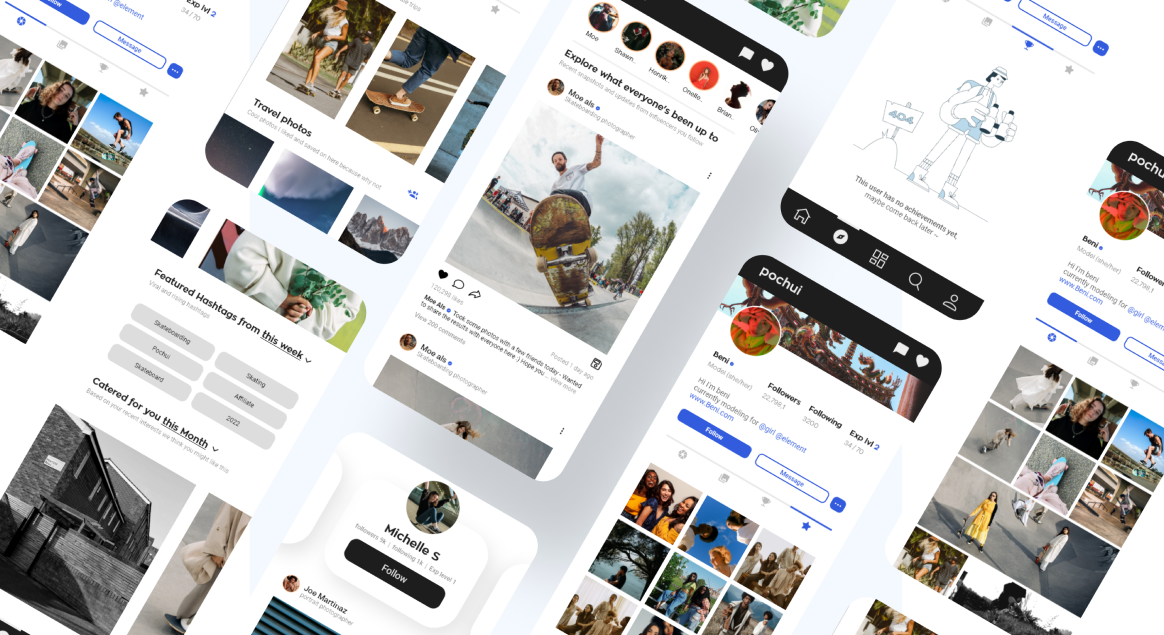 Follow
@element
Exp lvl 2
34/70
Message
Travel photos
Cool photos I liked and saved on here because why not
Featured Hashtags from this week
Viral and rising hashtags
Skateboarding
Skating
Pochui
Affiliate
Skateboard
2022
Catered for you this Month
Based on your recent interests we think you might like this
Moe
Shawn..
Henrik..
Onello..
Brian..
Explore what everyone's been up to
Recent snapshots and updates from influencers you follow
Moe als
Skateboarding photographer
120,298 likes
Posted 1 day ago
Moe Als Took some photos with a few friends today - Wanted
to share the results with everyone here :) Hope you... view more
View 200 comments
Moe als
Skateboarding photographer
MIchelle S
followers 9k | following 1k | Exp level 1
Follow
Joe Martinaz
portrait photographer
Message
404
This user has no achievements yet,
maybe come back later ~
pochui
Beni
Model (she/her)
Followers
22,798.1
Following
3200
Exp lvl 2
34/70
Hi I'm beni
currently modeling for @girl @element
www.Beni.com
Follow
Message
pochui
Beni
Model (she/her)
Hi I'm beni
currently modeling for @girl @element
www.Beni.com
Follow